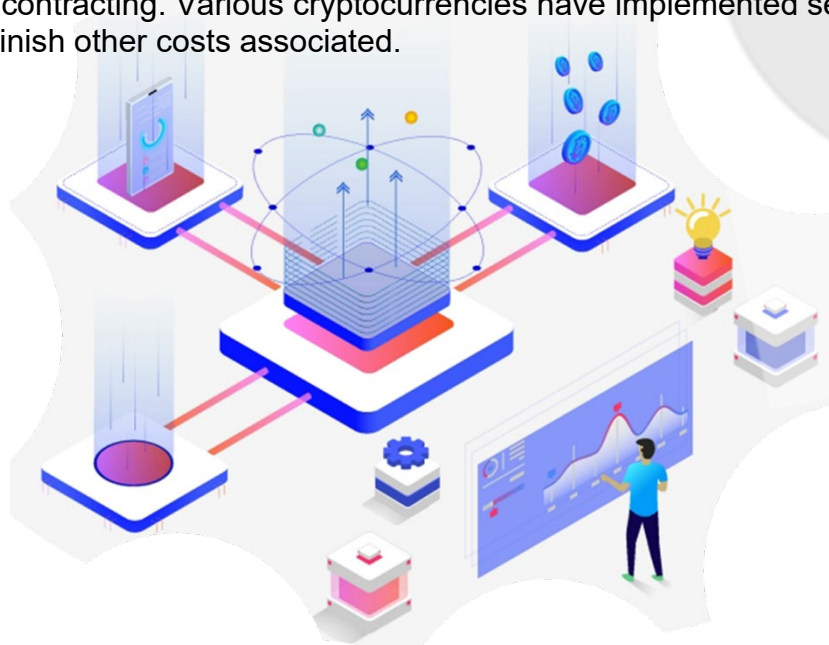 contracting. Various cryptocurrencies have implemented se
inish other costs associated.